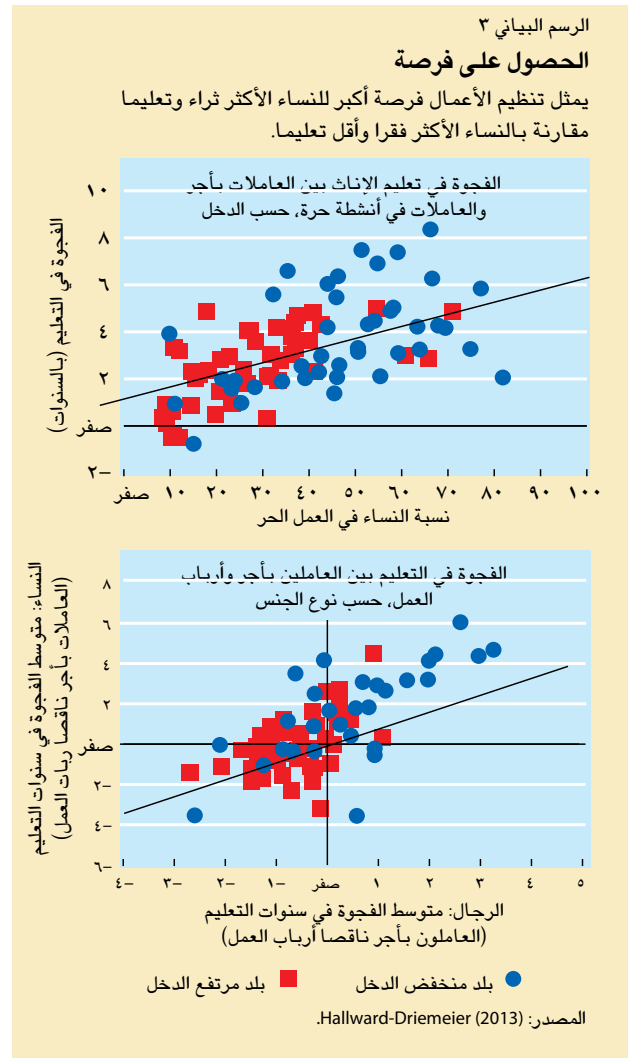 الرسم البياني ٣
الحصول على فرصة
يمثل تنظيم الأعمال فرصة أكبر للنساء الأكثر ثراء وتعليما
مقارنة بالنساء الأكثر فقرا وأقل تعليما.
الفجوة في تعليم الإناث بين العاملات بأجر
والعاملات في أنشطة حرة، حسب الدخل
الفجوة في التعليم (بالسنوات)
١٠
٨
٦
٤
٢
صفر
٢–
صفر ١٠ ٢٠ ٣٠ ٤٠ ٥٠ ٦٠ ٧٠ ٨٠ ٩٠ ١٠٠
نسبة النساء في العمل الحر
الفجوة في التعليم بين العاملين بأجر وأرباب
العمل، حسب نوع الجنس
النساء: متوسط الفجوة في سنوات التعليم
(العاملات بأجر ناقصا ربات العمل)
٨
٦
٤
٢
صفر
٢–
٤–
٦–
٤– ٣– ٢– ١– صفر ١ ٢ ٣ ٤ ٥
الرجال: متوسط الفجوة في سنوات التعليم
(العاملون بأجر ناقصا أرباب العمل)
بلد منخفض الدخل
بلد مرتفع الدخل
المصدر: Hallward-Driemeier (2013).